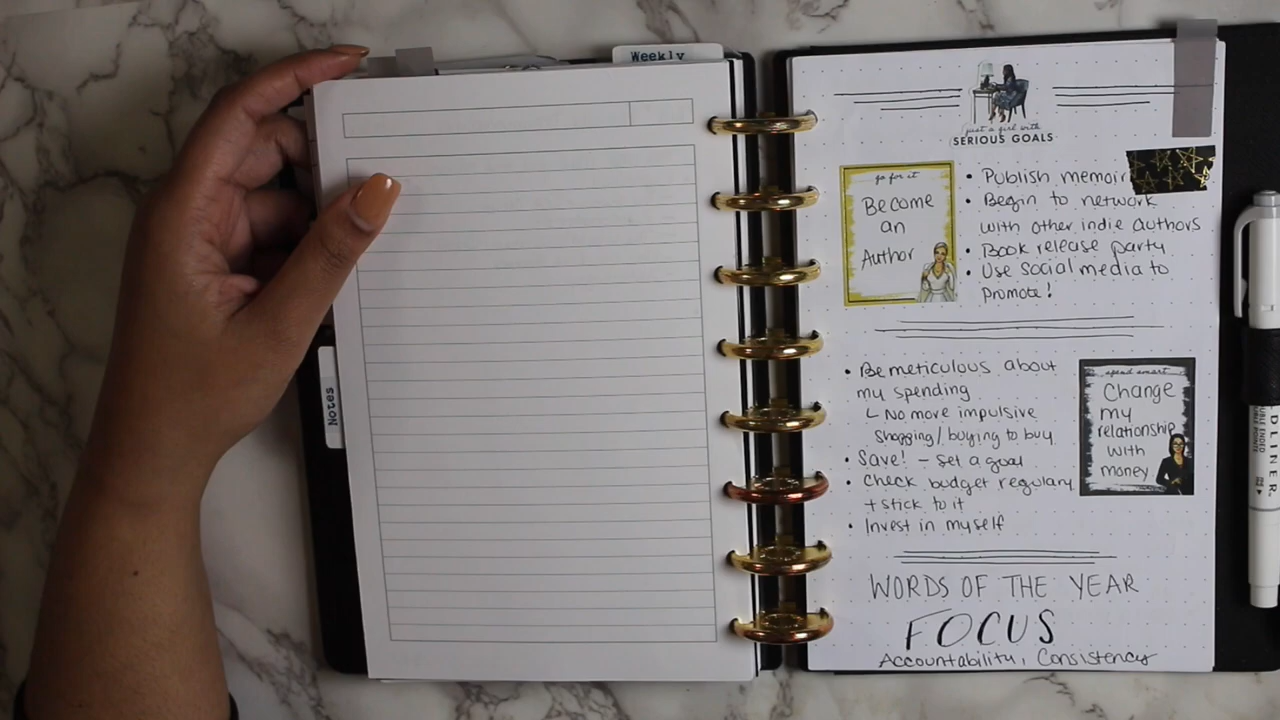 Weekly
Notes
just a girl with
SERIOUS GOALS
go for it
Become
an
Author
• Publish memoir
• Begin to network
with other indie authors
• Book release party
• Use social media to
promote!
• Be meticulous about
my spending
└ No more impulsive
shopping/buying to buy
• Save! - set a goal
• Check budget regularly
+ stick to it
• Invest in myself
spend smart
Change
my
relationship
with
money
WORDS OF THE YEAR
FOCUS
Accountability, Consistency